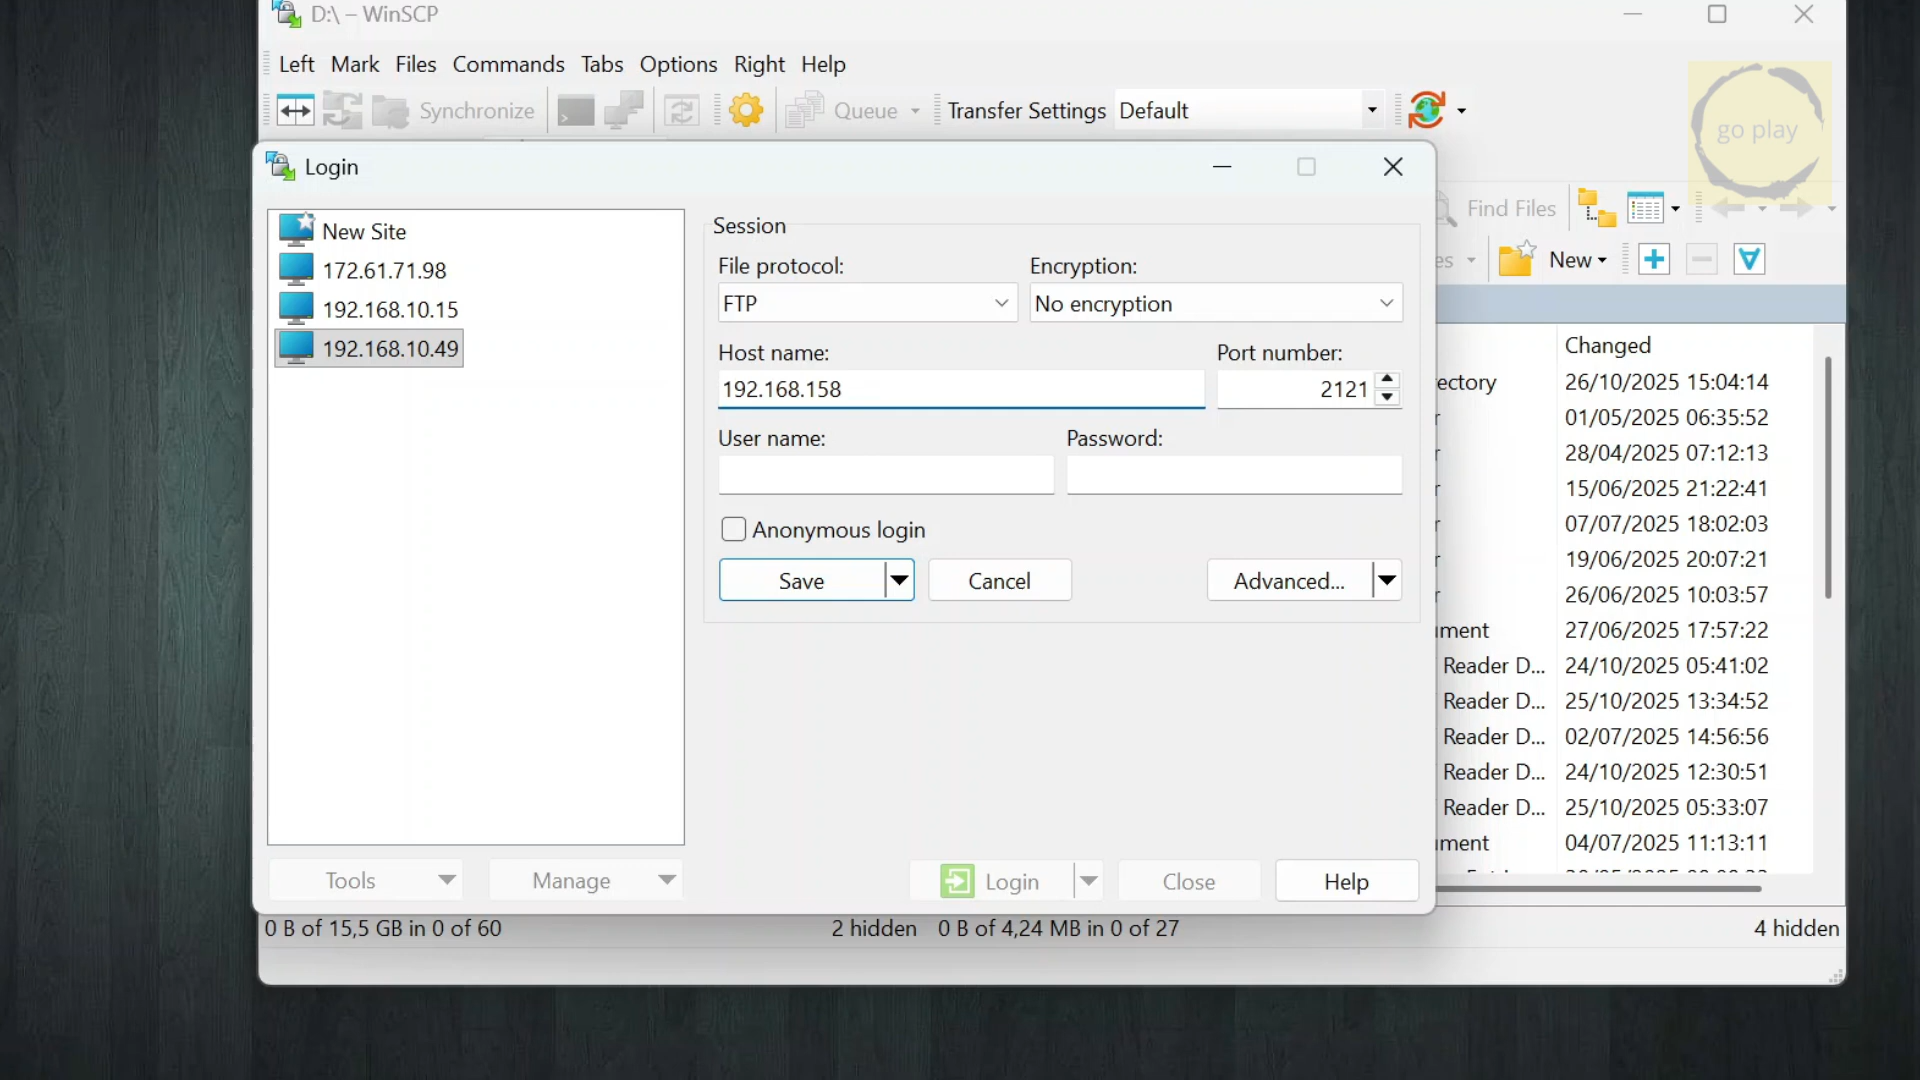 D:\ – WinSCP
Left Mark Files Commands Tabs Options Right Help
Synchronize Queue Transfer Settings Default
go play
Login
Find Files
New
New Site
172.61.71.98
192.168.10.15
192.168.10.49
Session
File protocol: Encryption:
FTP No encryption
Host name: Port number:
192.168.158 2121
User name: Password:
Anonymous login
Save Cancel Advanced...
Tools Manage Login Close Help
Changed
ectory 26/10/2025 15:04:14
r 01/05/2025 06:35:52
r 28/04/2025 07:12:13
r 15/06/2025 21:22:41
r 07/07/2025 18:02:03
r 19/06/2025 20:07:21
r 26/06/2025 10:03:57
ment 27/06/2025 17:57:22
Reader D... 24/10/2025 05:41:02
Reader D... 25/10/2025 13:34:52
Reader D... 02/07/2025 14:56:56
Reader D... 24/10/2025 12:30:51
Reader D... 25/10/2025 05:33:07
ment 04/07/2025 11:13:11
0 B of 15,5 GB in 0 of 60 2 hidden 0 B of 4,24 MB in 0 of 27 4 hidden